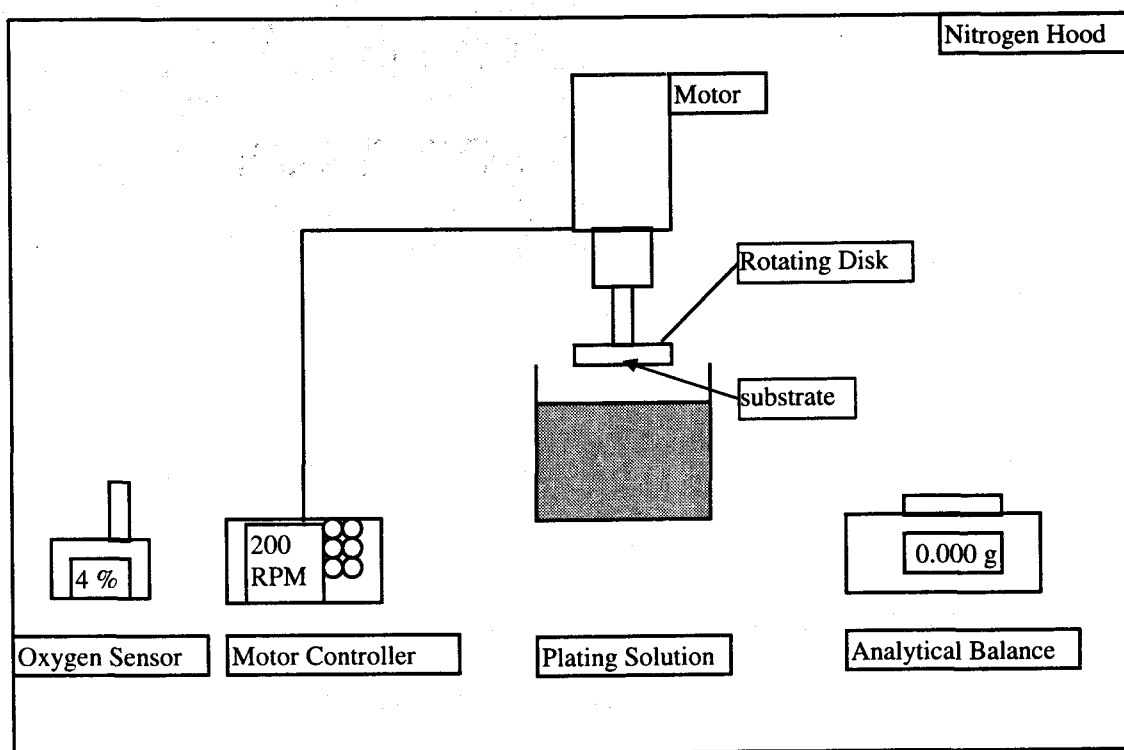 Nitrogen Hood
Motor
Rotating Disk
substrate
200
RPM
4 %
0.000 g
Oxygen Sensor
Motor Controller
Plating Solution
Analytical Balance